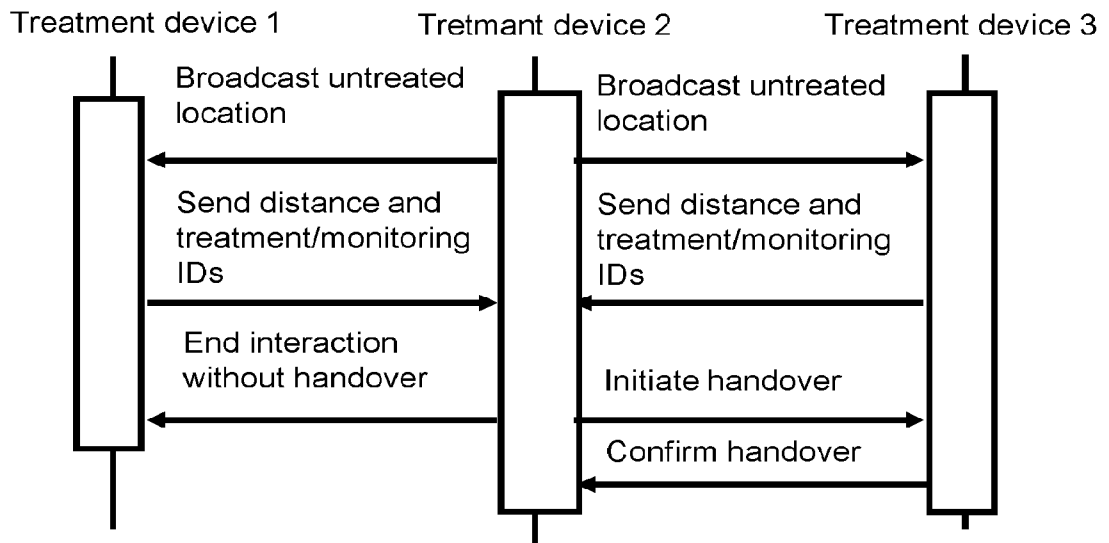 Treatment device 1
Tretmant device 2
Treatment device 3
Broadcast untreated
location
Broadcast untreated
location
Send distance and
treatment/monitoring
IDs
Send distance and
treatment/monitoring
IDs
End interaction
without handover
Initiate handover
Confirm handover